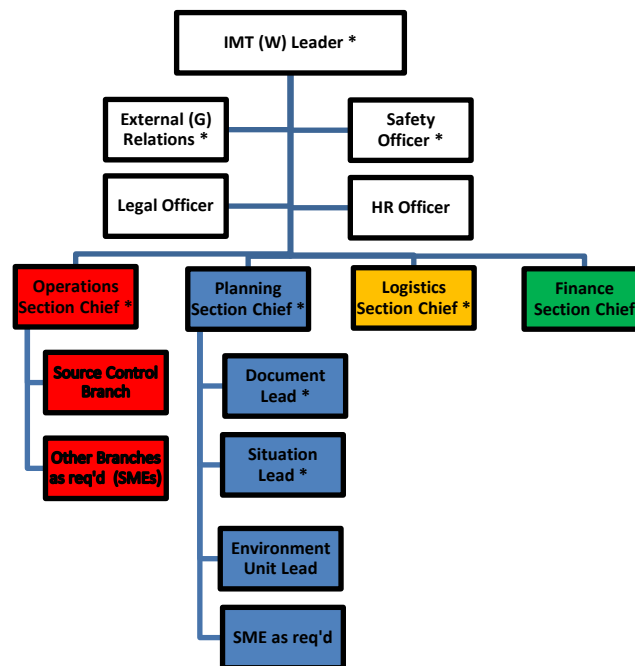 IMT (W) Leader *
External (G)
Relations *
Safety
Officer *
Legal Officer
HR Officer
Operations
Section Chief *
Planning
Section Chief *
Logistics
Section Chief *
Finance
Section Chief
Source Control
Branch
Other Branches
as req'd (SMEs)
Document
Lead *
Situation
Lead *
Environment
Unit Lead
SME as req'd